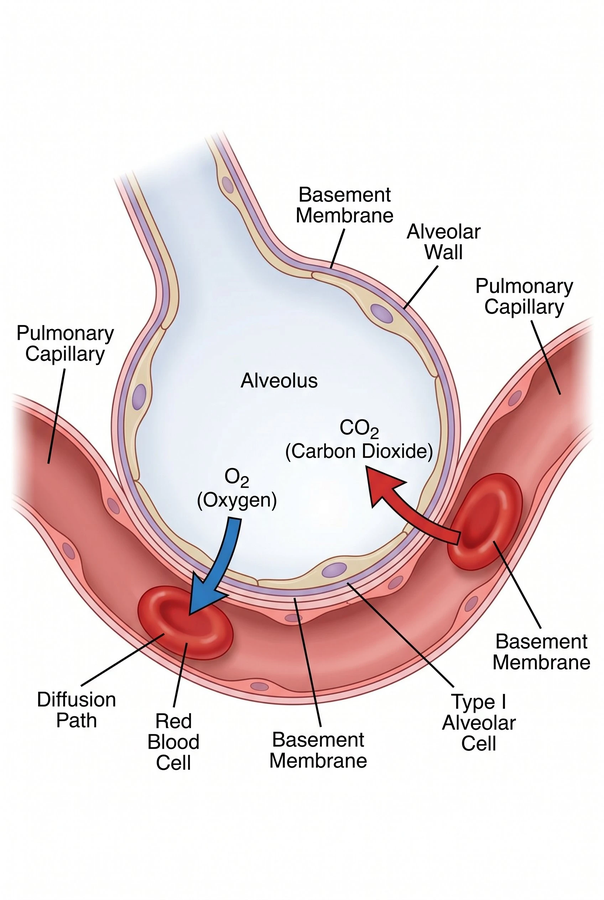 Basement
Membrane
Alveolar
Wall
Pulmonary
Capillary
Pulmonary
Capillary
Alveolus
CO2
(Carbon Dioxide)
O2
(Oxygen)
Basement
Membrane
Diffusion
Path
Red
Blood
Cell
Basement
Membrane
Type I
Alveolar
Cell